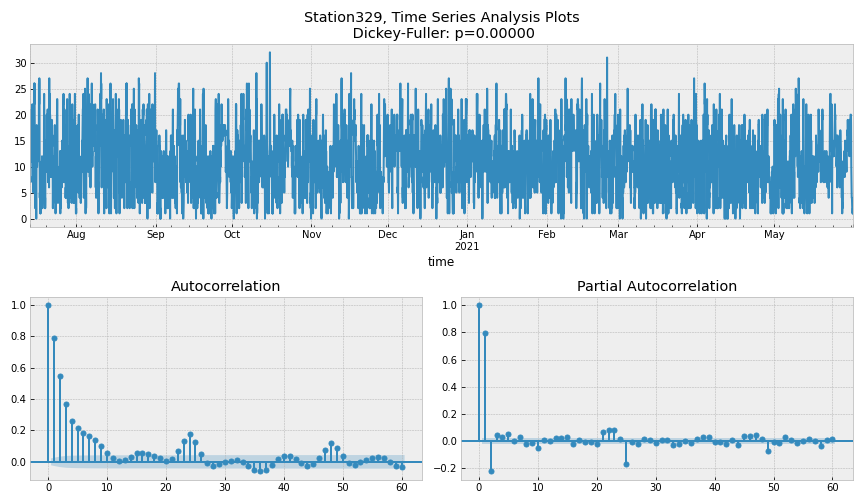 Station329, Time Series Analysis Plots
Dickey-Fuller: p=0.00000
30
25
20
15
10
5
0
Aug Sep Oct Nov Dec Jan Feb Mar Apr May
2021
time
Autocorrelation
1.0
0.8
0.6
0.4
0.2
0.0
0 10 20 30 40 50 60
Partial Autocorrelation
1.0
0.8
0.6
0.4
0.2
0.0
−0.2
0 10 20 30 40 50 60